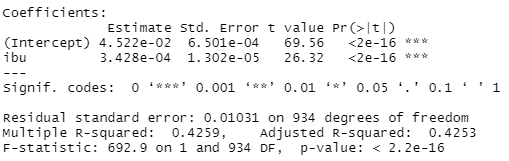 Coefficients:
Estimate Std. Error t value Pr(>|t|)
(Intercept) 4.522e-02 6.501e-04 69.56 <2e-16 ***
ibu 3.428e-04 1.302e-05 26.32 <2e-16 ***
---
Signif. codes: 0 ‘***’ 0.001 ‘**’ 0.01 ‘*’ 0.05 ‘.’ 0.1 ‘ ’ 1
Residual standard error: 0.01031 on 934 degrees of freedom
Multiple R-squared: 0.4259, Adjusted R-squared: 0.4253
F-statistic: 692.9 on 1 and 934 DF, p-value: < 2.2e-16